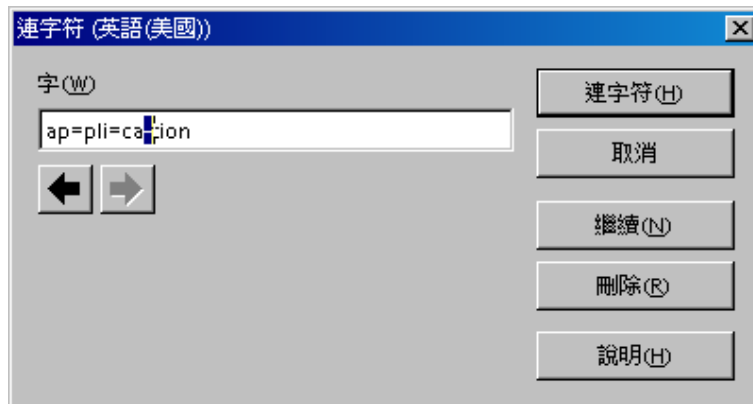 連字符 (英語(美國))
字(W)
ap=pli=ca-tion
連字符(H)
取消
繼續(N)
刪除(R)
說明(H)